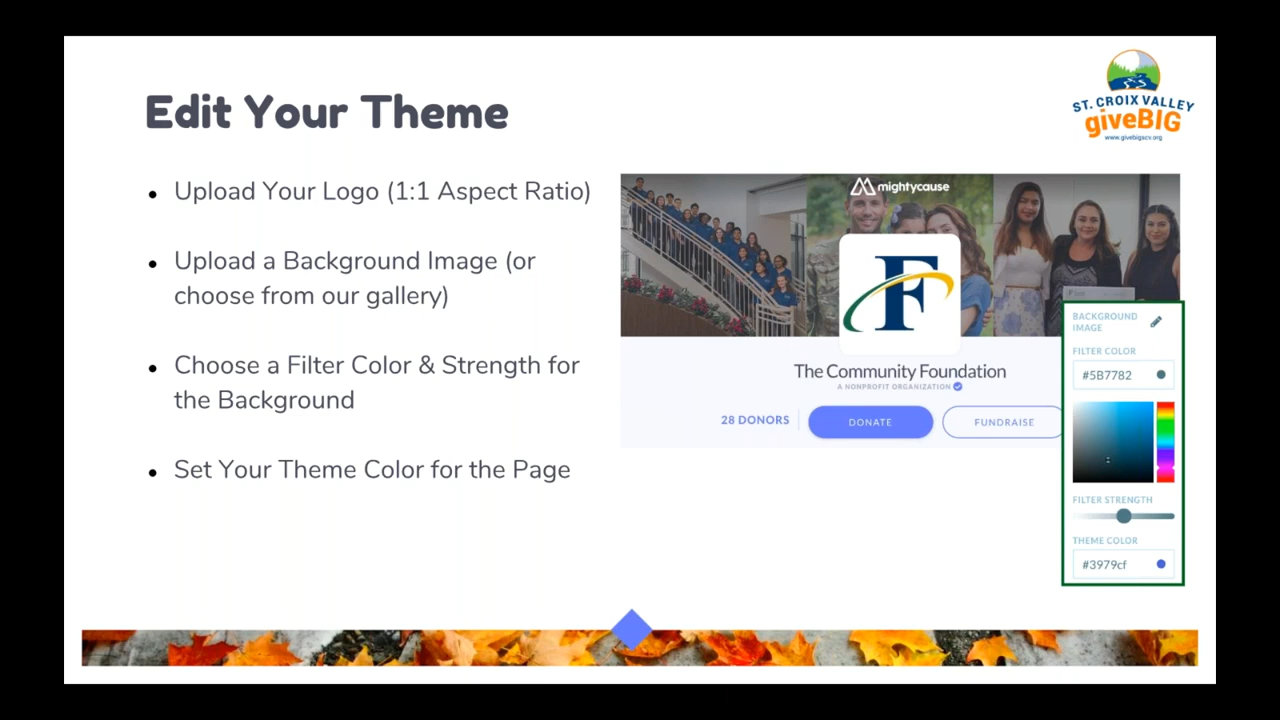 Edit Your Theme
ST. CROIX VALLEY
giveBIG
www.givebigscv.org
• Upload Your Logo (1:1 Aspect Ratio)
• Upload a Background Image (or
choose from our gallery)
• Choose a Filter Color & Strength for
the Background
• Set Your Theme Color for the Page
mightycause
F
The Community Foundation
A NONPROFIT ORGANIZATION
28 DONORS
DONATE
FUNDRAISE
BACKGROUND
IMAGE
FILTER COLOR
#5B7782
FILTER STRENGTH
THEME COLOR
#3979cf